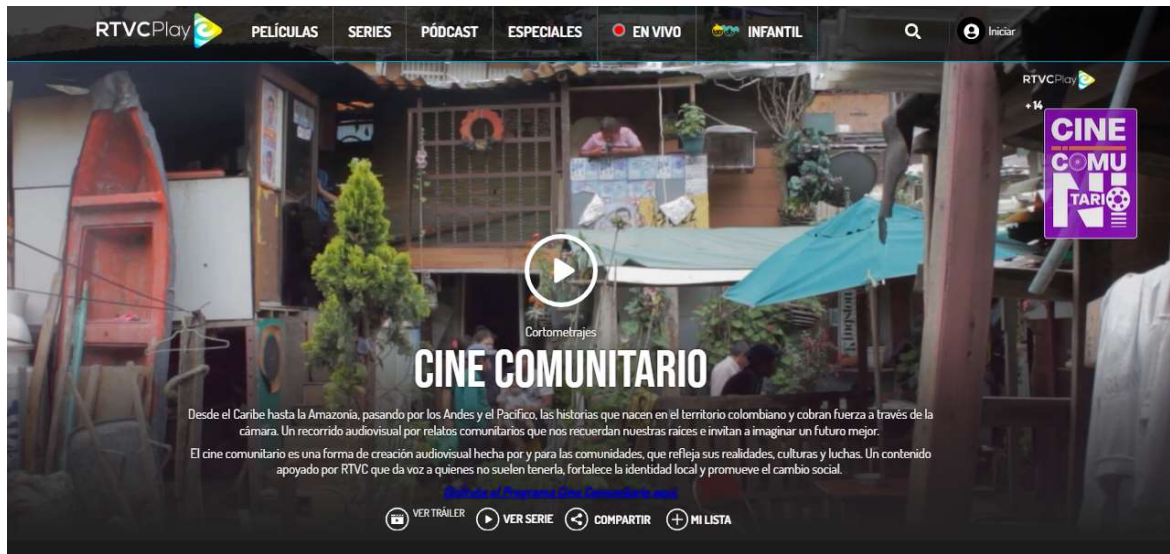 RTVCPlay
PELÍCULAS SERIES PÓDCAST ESPECIALES EN VIVO INFANTIL Iniciar
RTVCPlay
+14
CINE
COMU
NI
TARIO
Cortometrajes
CINE COMUNITARIO
Desde el Caribe hasta la Amazonía, pasando por los Andes y el Pacífico, las historias que nacen en el territorio colombiano y cobran fuerza a través de la
cámara. Un recorrido audiovisual por relatos comunitarios que nos recuerdan nuestras raíces e invitan a imaginar un futuro mejor.
El cine comunitario es una forma de creación audiovisual hecha por y para las comunidades, que refleja sus realidades, culturas y luchas. Un contenido
apoyado por RTVC que da voz a quienes no suelen tenerla, fortalece la identidad local y promueve el cambio social.
Disfruta el Programa Cine Comunitario aquí.
VER TRÁILER VER SERIE COMPARTIR MI LISTA